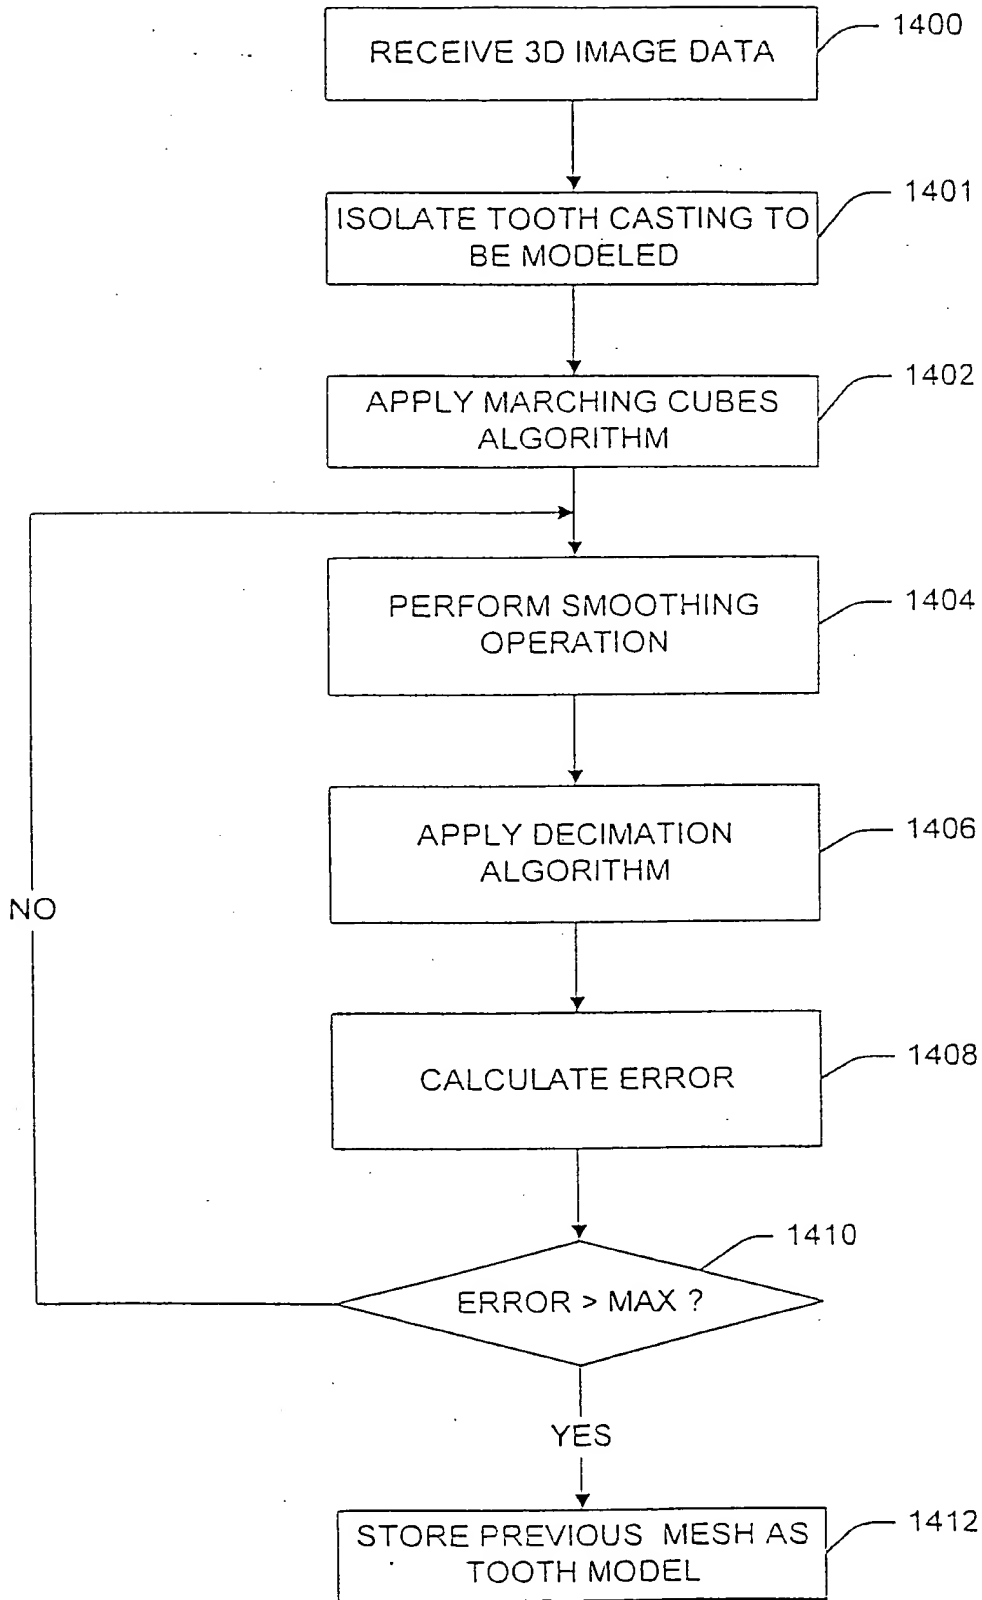 RECEIVE 3D IMAGE DATA
1400
ISOLATE TOOTH CASTING TO
BE MODELED
1401
APPLY MARCHING CUBES
ALGORITHM
1402
PERFORM SMOOTHING
OPERATION
1404
APPLY DECIMATION
ALGORITHM
1406
NO
CALCULATE ERROR
1408
ERROR > MAX ?
1410
YES
STORE PREVIOUS MESH AS
TOOTH MODEL
1412